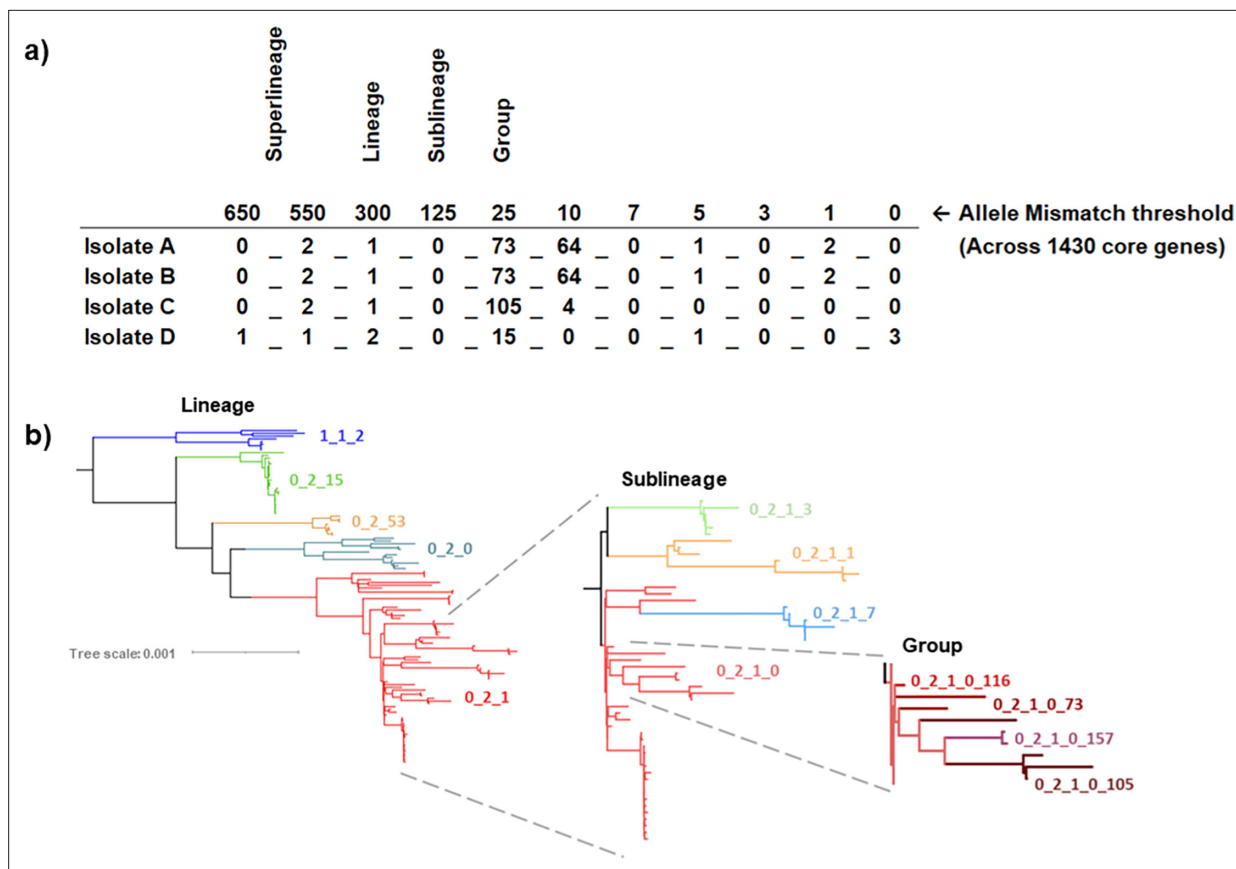 a)
Superlineage
Lineage
Sublineage
Group
650 550 300 125 25 10 7 5 3 1 0 ← Allele Mismatch threshold
(Across 1430 core genes)
Isolate A 0 _ 2 _ 1 _ 0 _ 73 _ 64 _ 0 _ 1 _ 0 _ 2 _ 0
Isolate B 0 _ 2 _ 1 _ 0 _ 73 _ 64 _ 0 _ 1 _ 0 _ 2 _ 0
Isolate C 0 _ 2 _ 1 _ 0 _ 105 _ 4 _ 0 _ 0 _ 0 _ 0 _ 0
Isolate D 1 _ 1 _ 2 _ 0 _ 15 _ 0 _ 0 _ 1 _ 0 _ 0 _ 3
b)
Lineage
1_1_2
0_2_15
0_2_53
0_2_0
0_2_1
Tree scale: 0.001
Sublineage
0_2_1_3
0_2_1_1
0_2_1_7
0_2_1_0
Group
0_2_1_0_116
0_2_1_0_73
0_2_1_0_157
0_2_1_0_105